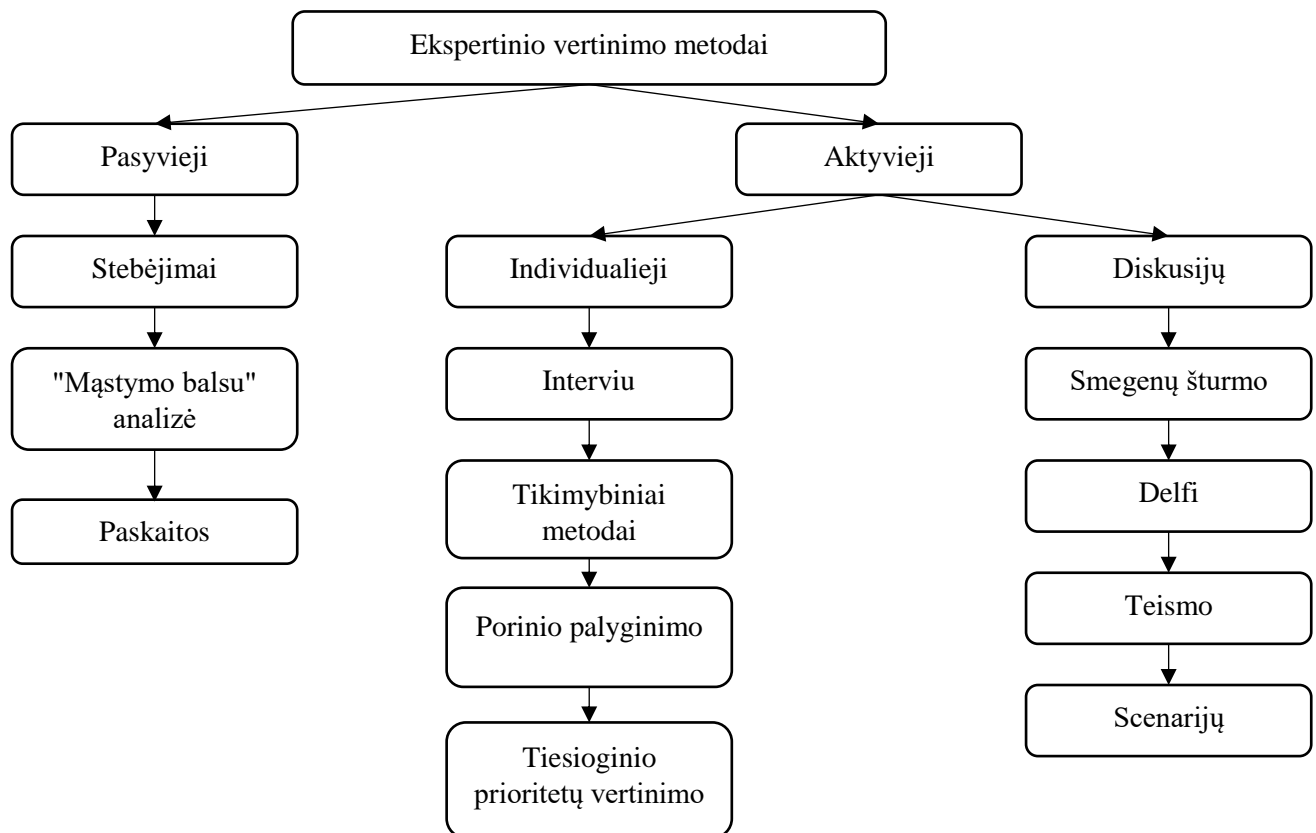 Ekspertinio vertinimo metodai
Pasyvieji
Aktyvieji
Stebėjimai
Individualieji
Diskusijų
"Mąstymo balsu"
analizė
Interviu
Smegenų šturmo
Paskaitos
Tikimybiniai
metodai
Delfi
Porinio palyginimo
Teismo
Tiesioginio
prioritetų vertinimo
Scenarijų